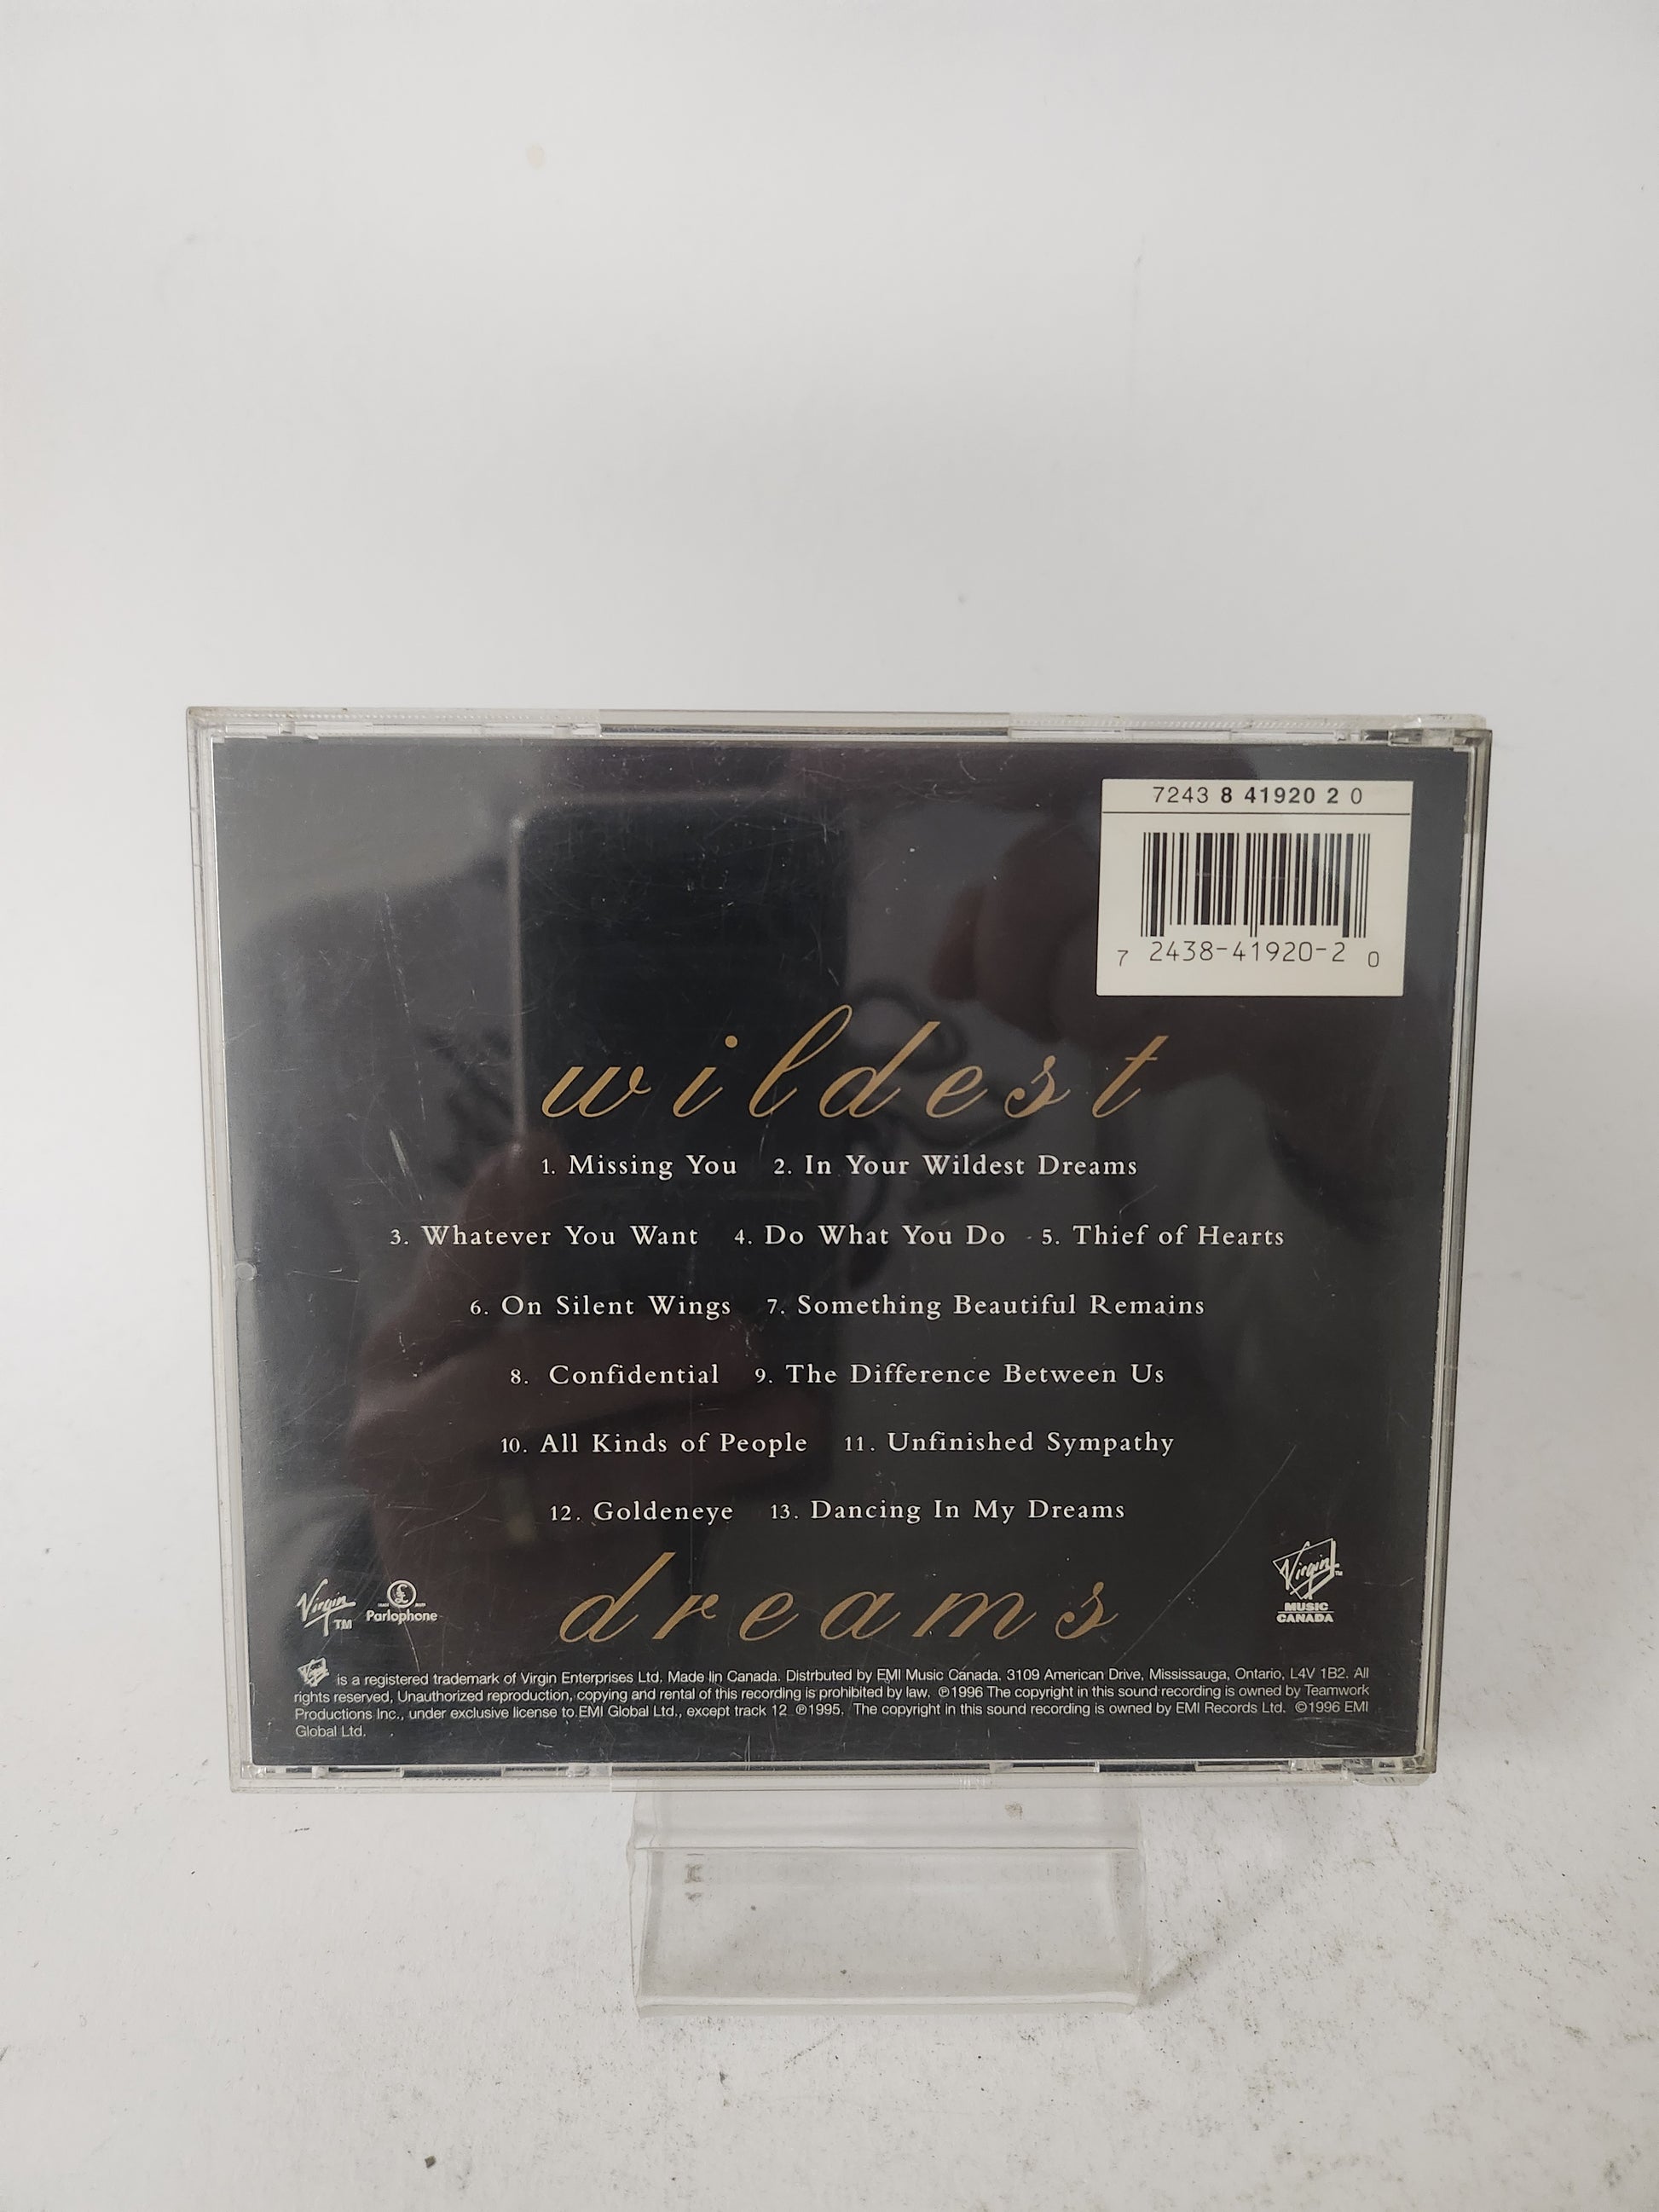 7243 8 41920 2 0
7 2438-41920-2 0
wildest
1. Missing You 2. In Your Wildest Dreams
3. Whatever You Want 4. Do What You Do 5. Thief of Hearts
6. On Silent Wings 7. Something Beautiful Remains
8. Confidential 9. The Difference Between Us
10. All Kinds of People 11. Unfinished Sympathy
12. Goldeneye 13. Dancing In My Dreams
dreams
Virgin TM
£
Parlophone
Virgin TM
MUSIC
CANADA
Virgin is a registered trademark of Virgin Enterprises Ltd. Made Iin Canada. Distrbuted by EMI Music Canada. 3109 American Drive, Mississauga, Ontario, L4V 1B2. All
rights reserved, Unauthorized reproduction, copying and rental of this recording is prohibited by law. ℗1996 The copyright in this sound recording is owned by Teamwork
Productions Inc., under exclusive license to EMI Global Ltd., except track 12 ℗1995, The copyright in this sound recording is owned by EMI Records Ltd. ©1996 EMI
Global Ltd.